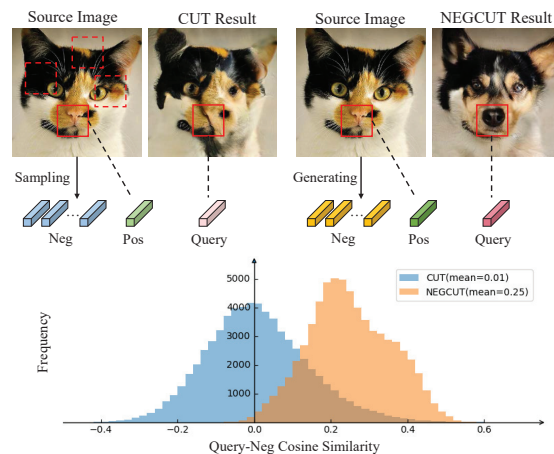 Source Image CUT Result Source Image NEGCUT Result
Sampling Generating
Neg Pos Query Neg Pos Query
5000
4000
3000
2000
1000
Frequency
CUT(mean=0.01)
NEGCUT(mean=0.25)
−0.4 −0.2 0.0 0.2 0.4 0.6
Query-Neg Cosine Similarity